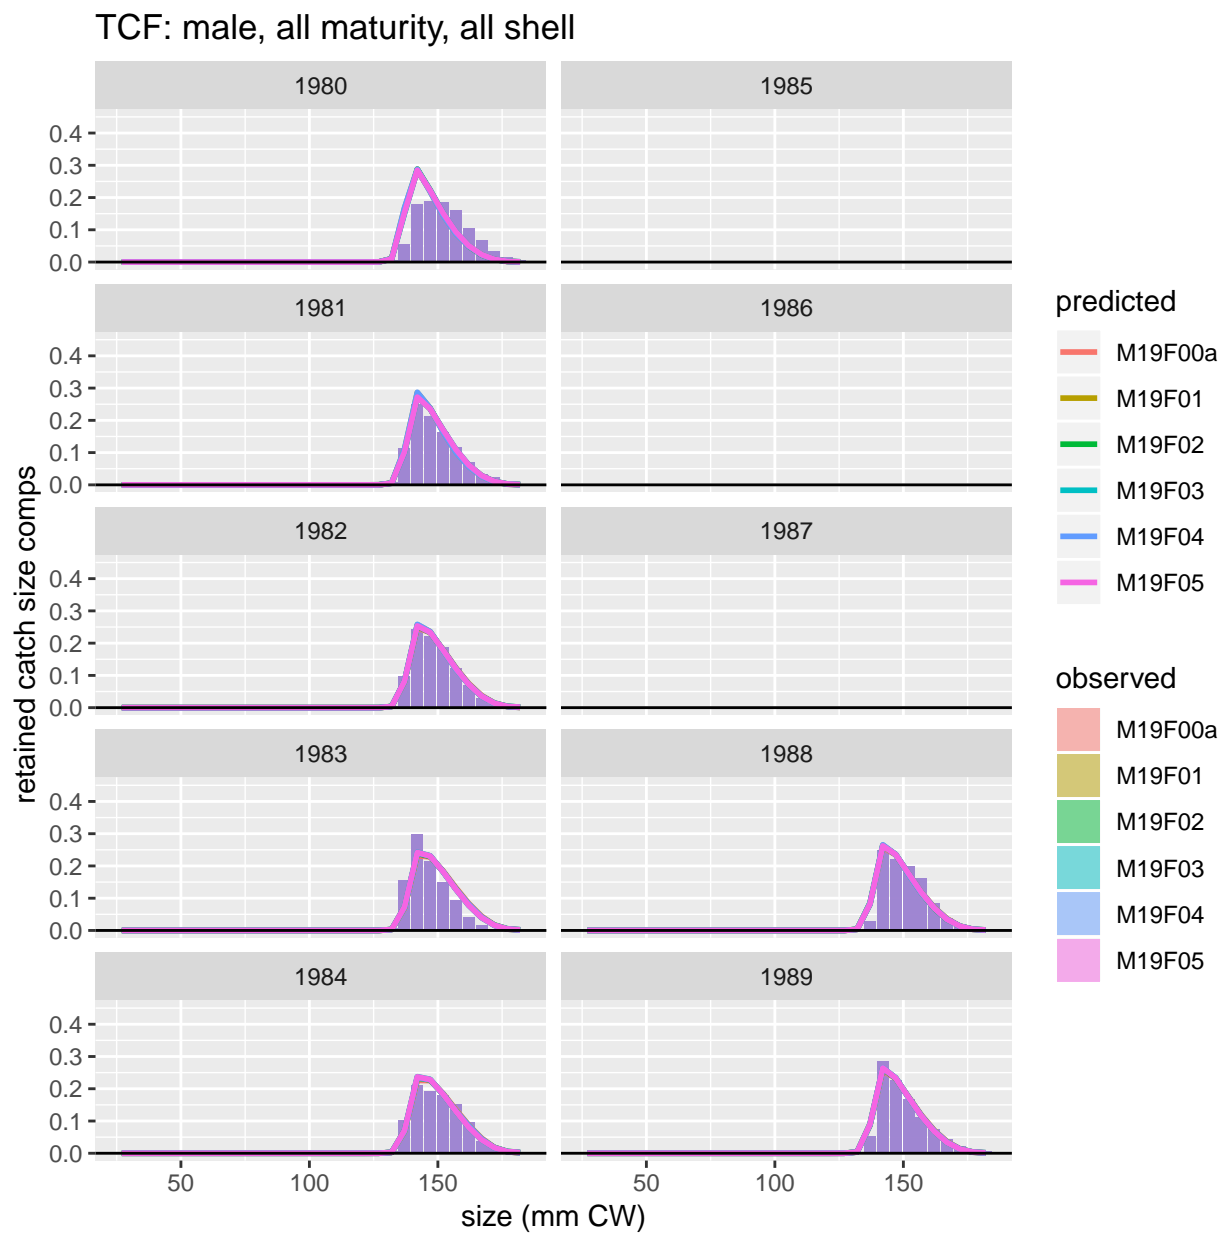 TCF: male, all maturity, all shell
1980
1985
0.4
0.3
0.2
0.1
0.0
1981
1986
0.4
0.3
0.2
0.1
0.0
1982
1987
0.4
0.3
0.2
0.1
0.0
1983
1988
0.4
0.3
0.2
0.1
0.0
1984
1989
0.4
0.3
0.2
0.1
0.0
50
100
150
50
100
150
size (mm CW)
retained catch size comps
predicted
M19F00a
M19F01
M19F02
M19F03
M19F04
M19F05
observed
M19F00a
M19F01
M19F02
M19F03
M19F04
M19F05